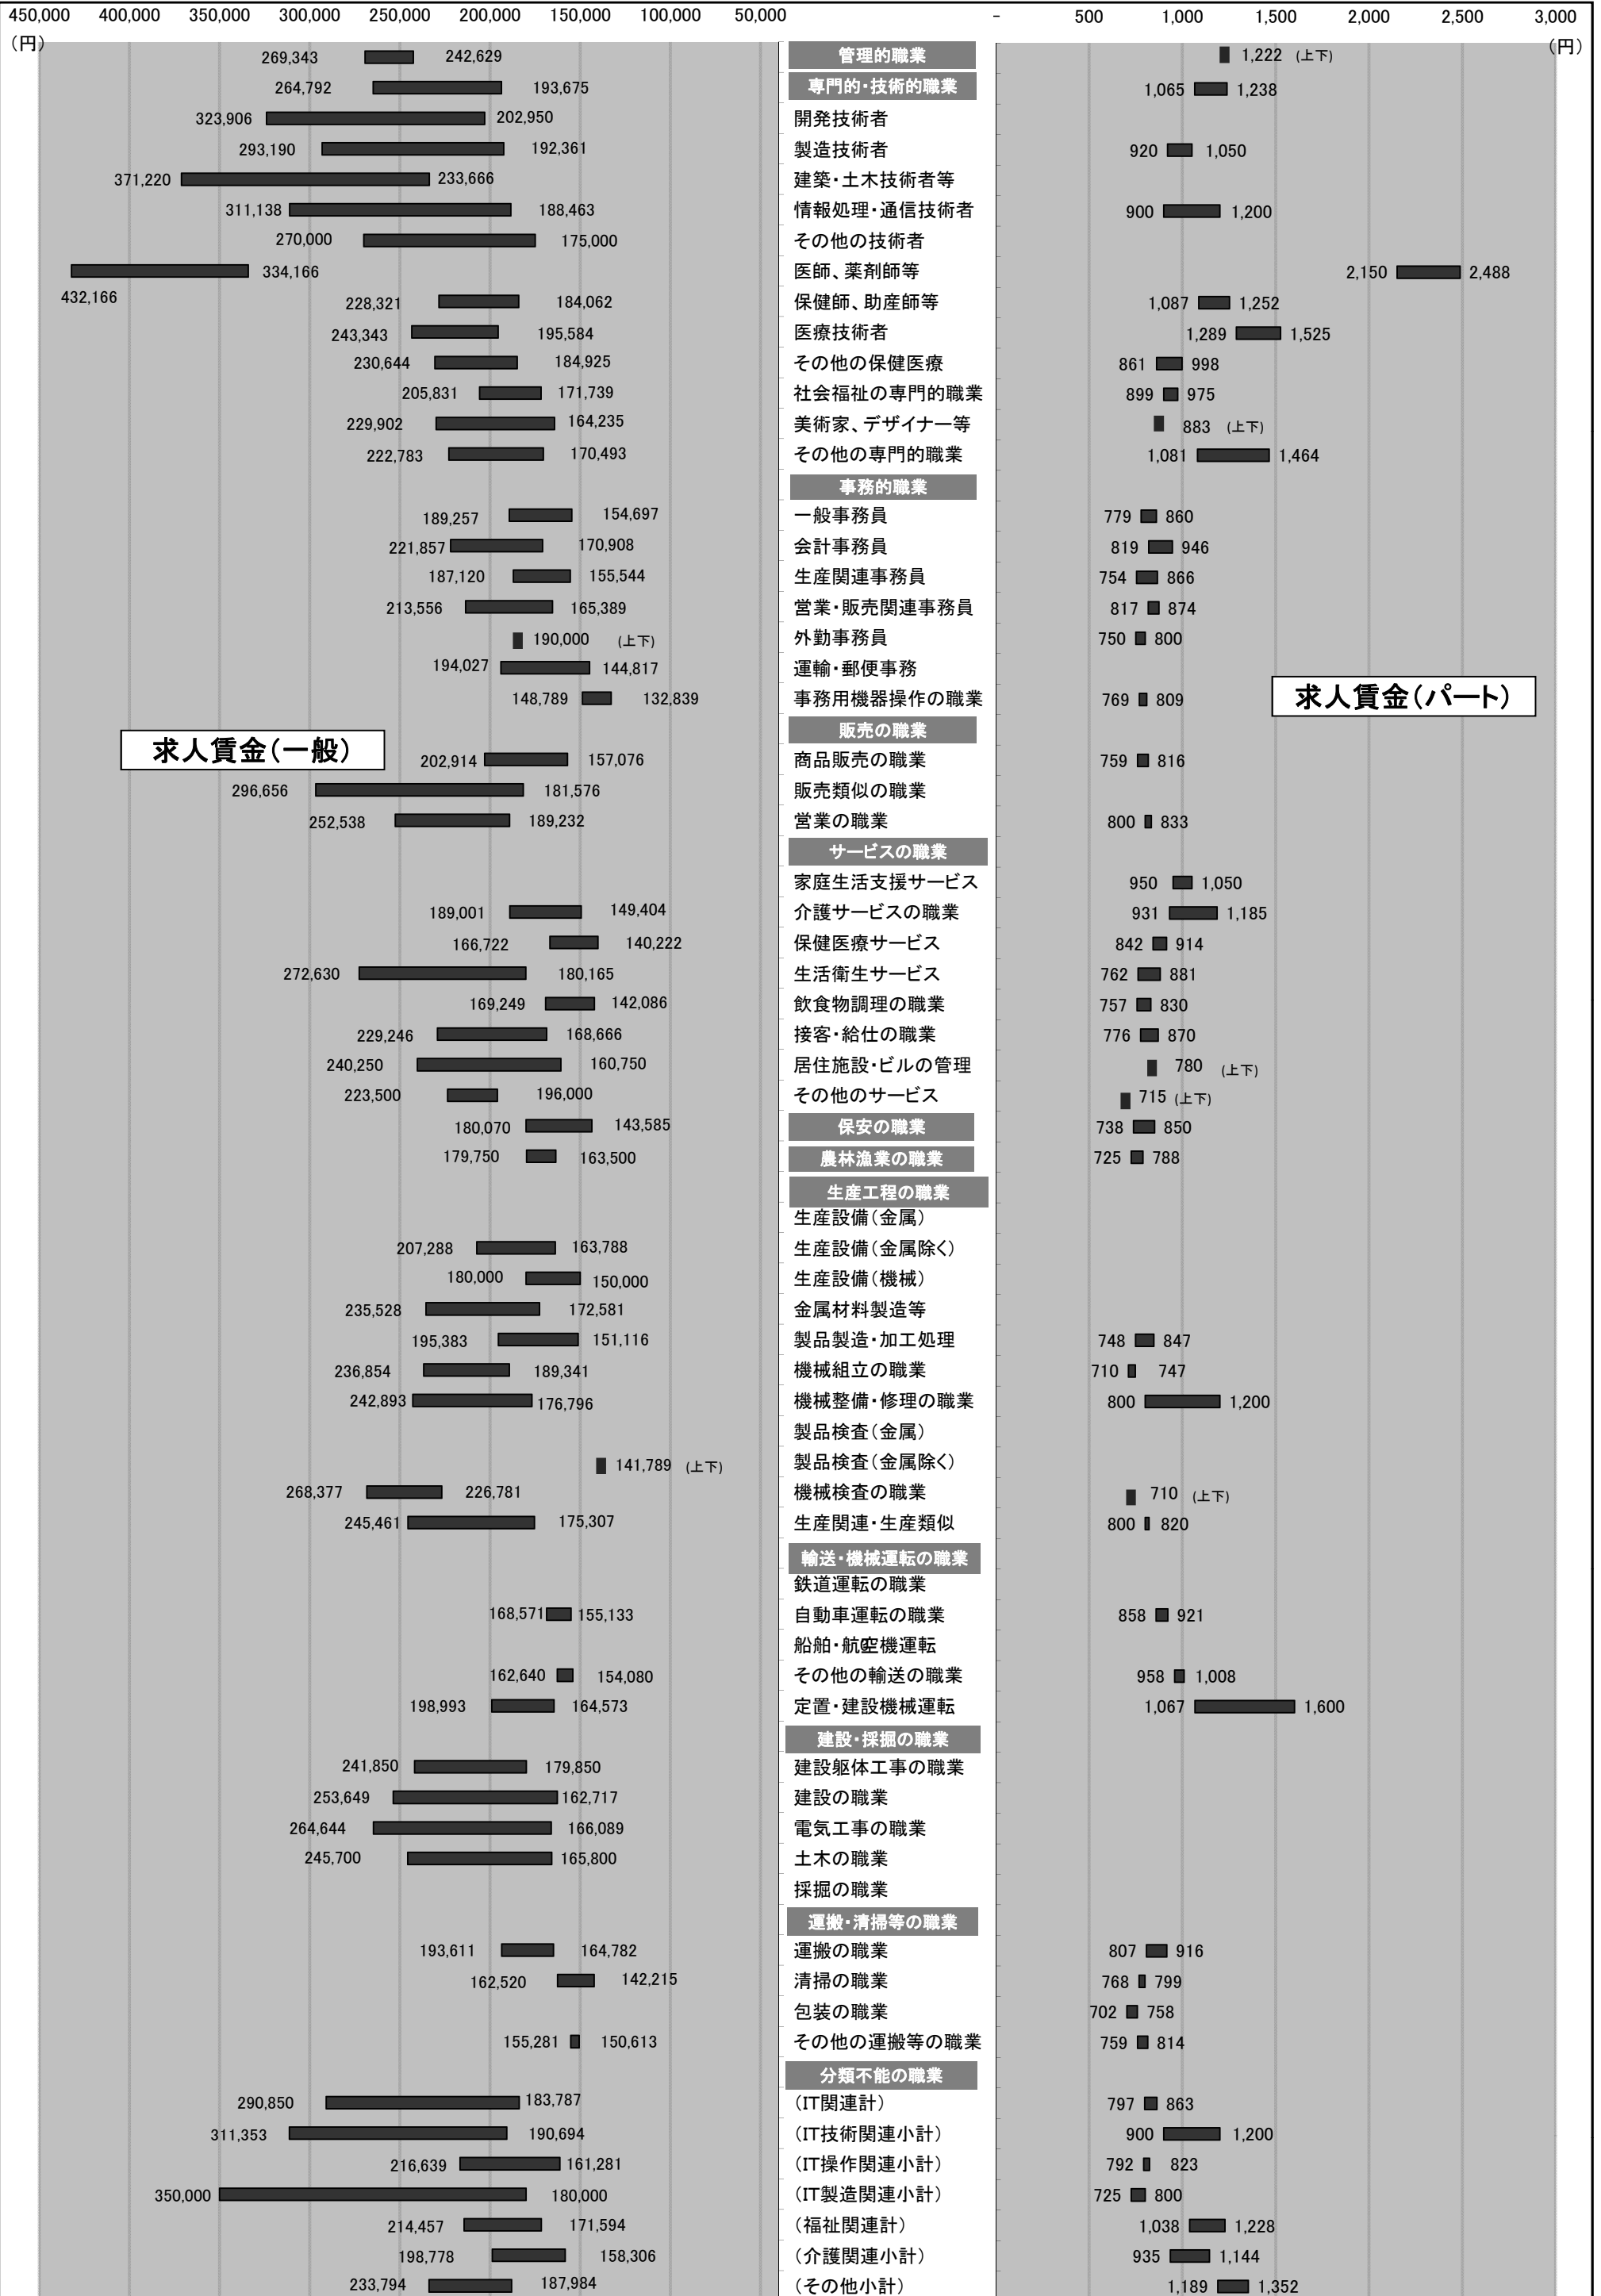 450,000 400,000 350,000 300,000 250,000 200,000 150,000 100,000 50,000 - 500 1,000 1,500 2,000 2,500 3,000
(円) (円)
269,343 242,629 管理的職業 1,222 (上下)
264,792 193,675 専門的・技術的職業 1,065 1,238
323,906 202,950 開発技術者
293,190 192,361 製造技術者 920 1,050
371,220 233,666 建築・土木技術者等
311,138 188,463 情報処理・通信技術者 900 1,200
270,000 175,000 その他の技術者
432,166 334,166 医師、薬剤師等 2,150 2,488
228,321 184,062 保健師、助産師等 1,087 1,252
243,343 195,584 医療技術者 1,289 1,525
230,644 184,925 その他の保健医療 861 998
205,831 171,739 社会福祉の専門的職業 899 975
229,902 164,235 美術家、デザイナー等 883 (上下)
222,783 170,493 その他の専門的職業 1,081 1,464
事務的職業
189,257 154,697 一般事務員 779 860
221,857 170,908 会計事務員 819 946
187,120 155,544 生産関連事務員 754 866
213,556 165,389 営業・販売関連事務員 817 874
190,000 (上下) 外勤事務員 750 800
194,027 144,817 運輸・郵便事務
148,789 132,839 事務用機器操作の職業 769 809
求人賃金(パート)
販売の職業
求人賃金(一般)
202,914 157,076 商品販売の職業 759 816
296,656 181,576 販売類似の職業
252,538 189,232 営業の職業 800 833
サービスの職業
家庭生活支援サービス 950 1,050
189,001 149,404 介護サービスの職業 931 1,185
166,722 140,222 保健医療サービス 842 914
272,630 180,165 生活衛生サービス 762 881
169,249 142,086 飲食物調理の職業 757 830
229,246 168,666 接客・給仕の職業 776 870
240,250 160,750 居住施設・ビルの管理 780 (上下)
223,500 196,000 その他のサービス 715 (上下)
180,070 143,585 保安の職業 738 850
179,750 163,500 農林漁業の職業 725 788
生産工程の職業
生産設備(金属)
207,288 163,788 生産設備(金属除く)
180,000 150,000 生産設備(機械)
235,528 172,581 金属材料製造等
195,383 151,116 製品製造・加工処理 748 847
236,854 189,341 機械組立の職業 710 747
242,893 176,796 機械整備・修理の職業 800 1,200
製品検査(金属)
141,789 (上下) 製品検査(金属除く)
268,377 226,781 機械検査の職業 710 (上下)
245,461 175,307 生産関連・生産類似 800 820
輸送・機械運転の職業
鉄道運転の職業
168,571 155,133 自動車運転の職業 858 921
船舶・航空機運転
162,640 154,080 その他の輸送の職業 958 1,008
198,993 164,573 定置・建設機械運転 1,067 1,600
建設・採掘の職業
241,850 179,850 建設躯体工事の職業
253,649 162,717 建設の職業
264,644 166,089 電気工事の職業
245,700 165,800 土木の職業
採掘の職業
運搬・清掃等の職業
193,611 164,782 運搬の職業 807 916
162,520 142,215 清掃の職業 768 799
包装の職業 702 758
155,281 150,613 その他の運搬等の職業 759 814
分類不能の職業
290,850 183,787 (IT関連計) 797 863
311,353 190,694 (IT技術関連小計) 900 1,200
216,639 161,281 (IT操作関連小計) 792 823
350,000 180,000 (IT製造関連小計) 725 800
214,457 171,594 (福祉関連計) 1,038 1,228
198,778 158,306 (介護関連小計) 935 1,144
233,794 187,984 (その他小計) 1,189 1,352